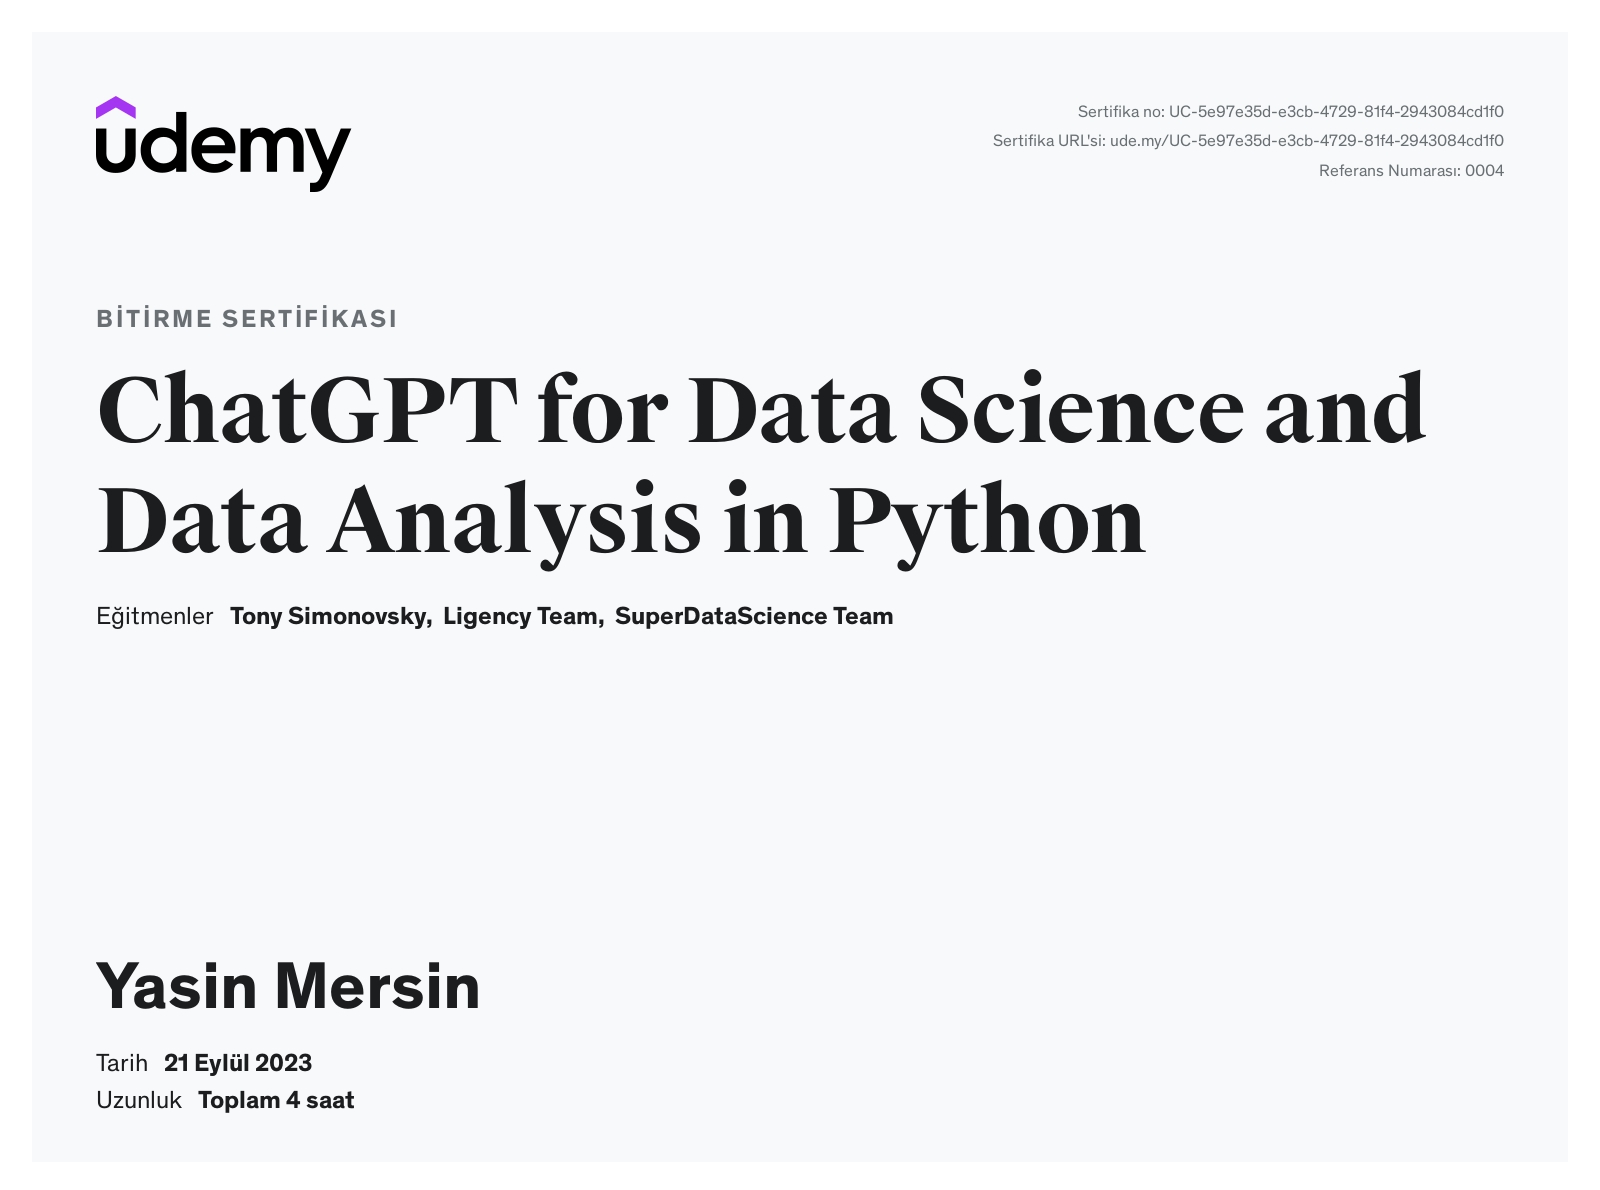 udemy
Sertifika no: UC-5e97e35d-e3cb-4729-81f4-2943084cd1f0
Sertifika URL'si: ude.my/UC-5e97e35d-e3cb-4729-81f4-2943084cd1f0
Referans Numarası: 0004
BİTİRME SERTİFİKASI
ChatGPT for Data Science and
Data Analysis in Python
Eğitmenler Tony Simonovsky, Ligency Team, SuperDataScience Team
Yasin Mersin
Tarih 21 Eylül 2023
Uzunluk Toplam 4 saat